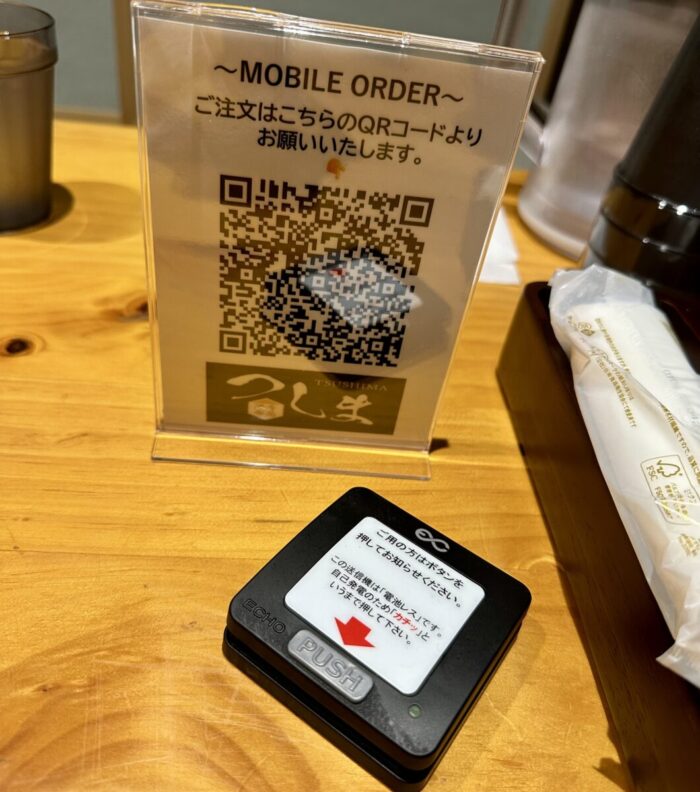 ～MOBILE ORDER～
ご注文はこちらのQRコードより
お願いいたします。
TSUSHIMA
つしま
ご用の方はボタンを
押してお知らせください。
この送信機は「電池レス」です。
自己発電のため「カチッ」と
いうまで押して下さい。
ECHO
PUSH
FSC